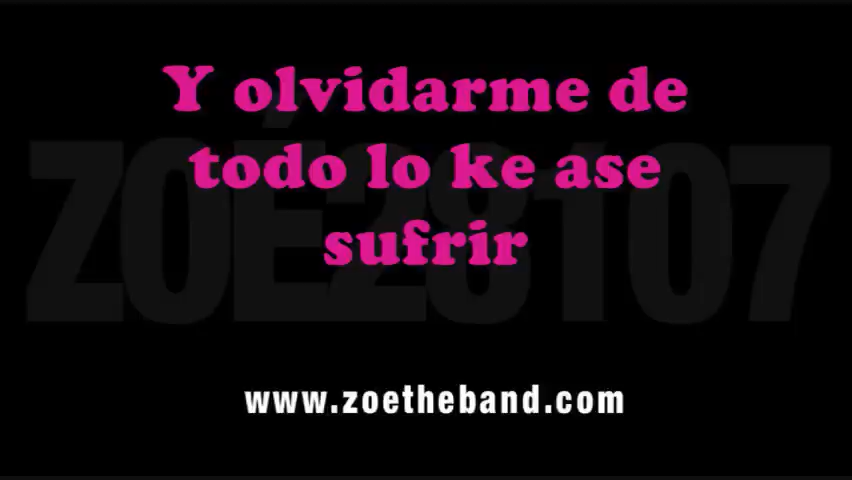 Y olvidarme de
todo lo ke ase
sufrir
ZOÉ28107
www.zoetheband.com